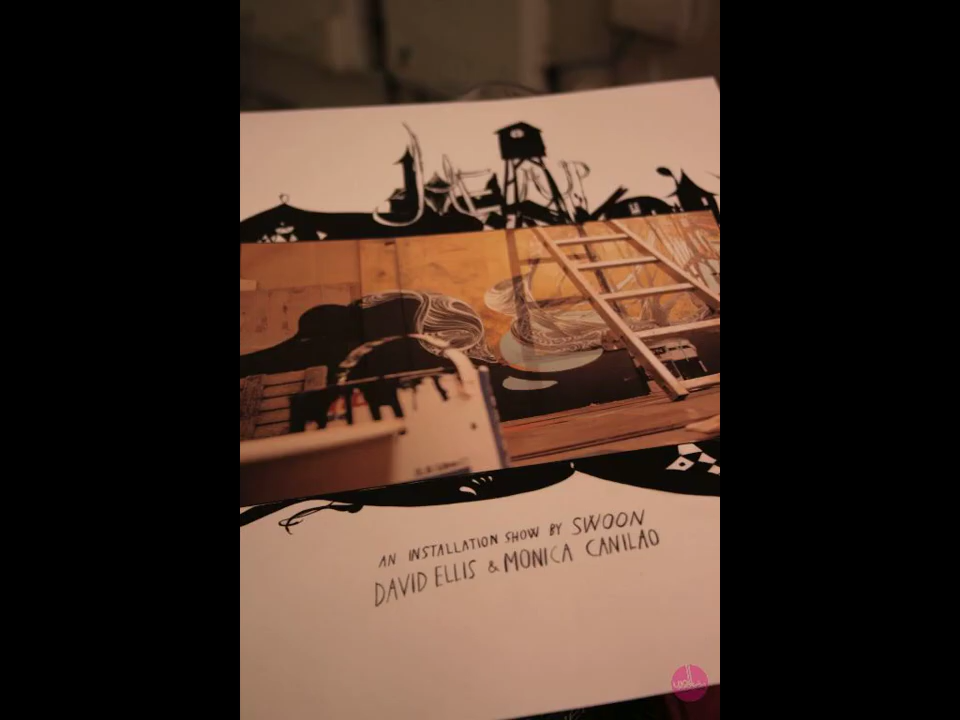 AN INSTALLATION SHOW BY SWOON
DAVID ELLIS & MONICA CANILAO